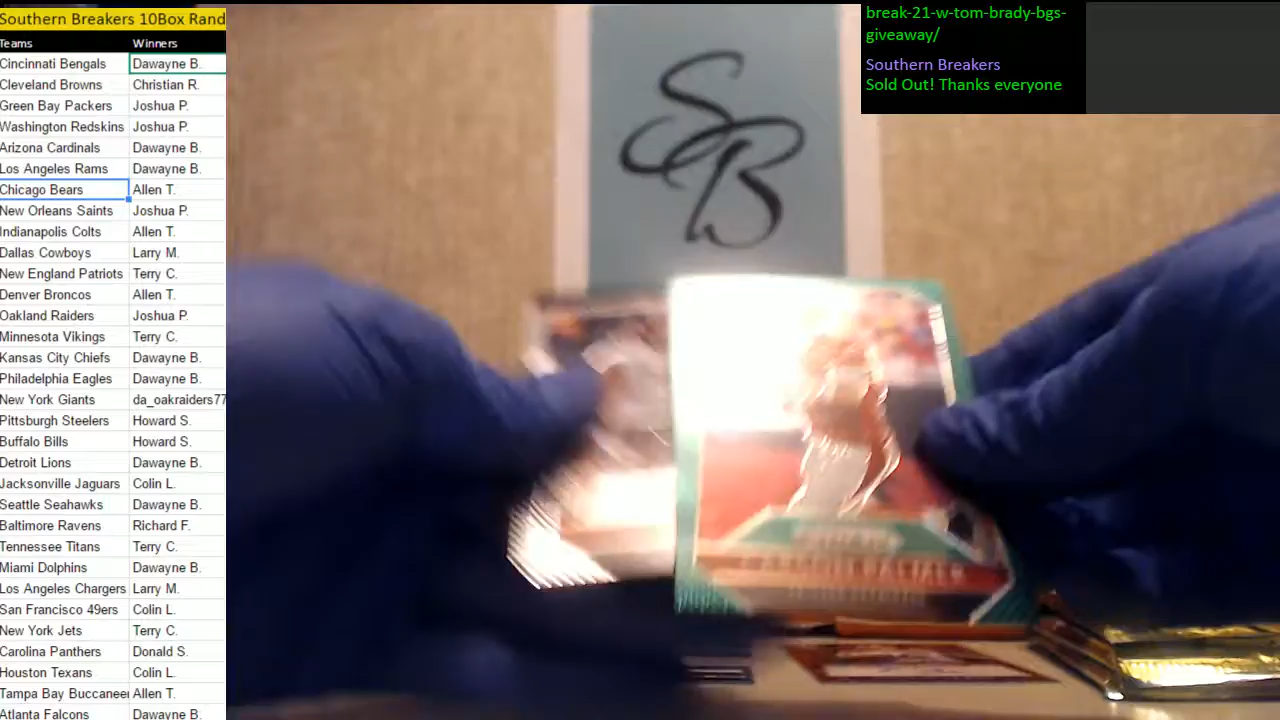 Southern Breakers 10Box Rand
Teams Winners
Cincinnati Bengals Dawayne B.
Cleveland Browns Christian R.
Green Bay Packers Joshua P.
Washington Redskins Joshua P.
Arizona Cardinals Dawayne B.
Los Angeles Rams Dawayne B.
Chicago Bears Allen T.
New Orleans Saints Joshua P.
Indianapolis Colts Allen T.
Dallas Cowboys Larry M.
New England Patriots Terry C.
Denver Broncos Allen T.
Oakland Raiders Joshua P.
Minnesota Vikings Terry C.
Kansas City Chiefs Dawayne B.
Philadelphia Eagles Dawayne B.
New York Giants da_oakraiders77
Pittsburgh Steelers Howard S.
Buffalo Bills Howard S.
Detroit Lions Dawayne B.
Jacksonville Jaguars Colin L.
Seattle Seahawks Dawayne B.
Baltimore Ravens Richard F.
Tennessee Titans Terry C.
Miami Dolphins Dawayne B.
Los Angeles Chargers Larry M.
San Francisco 49ers Colin L.
New York Jets Terry C.
Carolina Panthers Donald S.
Houston Texans Colin L.
Tampa Bay Buccaneer Allen T.
Atlanta Falcons Dawayne B.
SB
break-21-w-tom-brady-bgs-
giveaway/
Southern Breakers
Sold Out! Thanks everyone